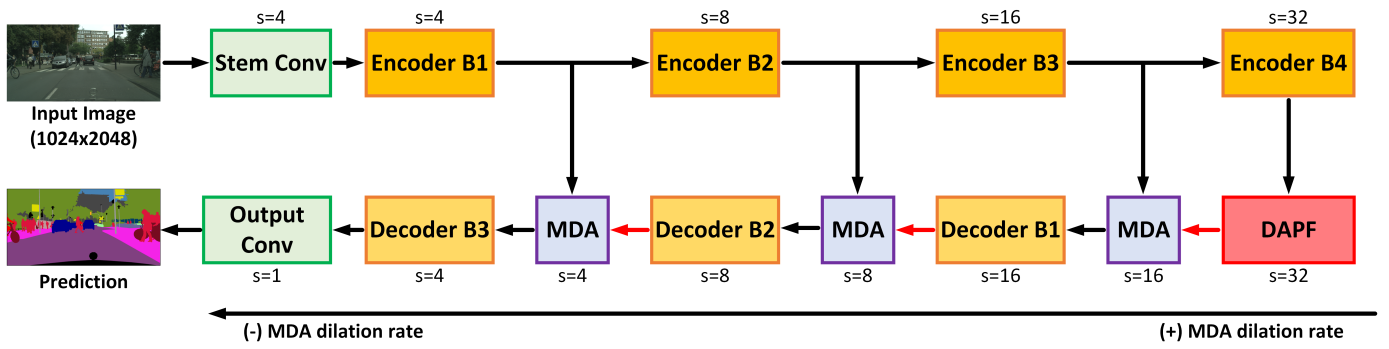 s=4
s=4
s=8
s=16
s=32
Stem Conv
Encoder B1
Encoder B2
Encoder B3
Encoder B4
Input Image
(1024x2048)
Output
Conv
Decoder B3
MDA
Decoder B2
MDA
Decoder B1
MDA
DAPF
Prediction
s=1
s=4
s=4
s=8
s=8
s=16
s=16
s=32
(-) MDA dilation rate
(+) MDA dilation rate